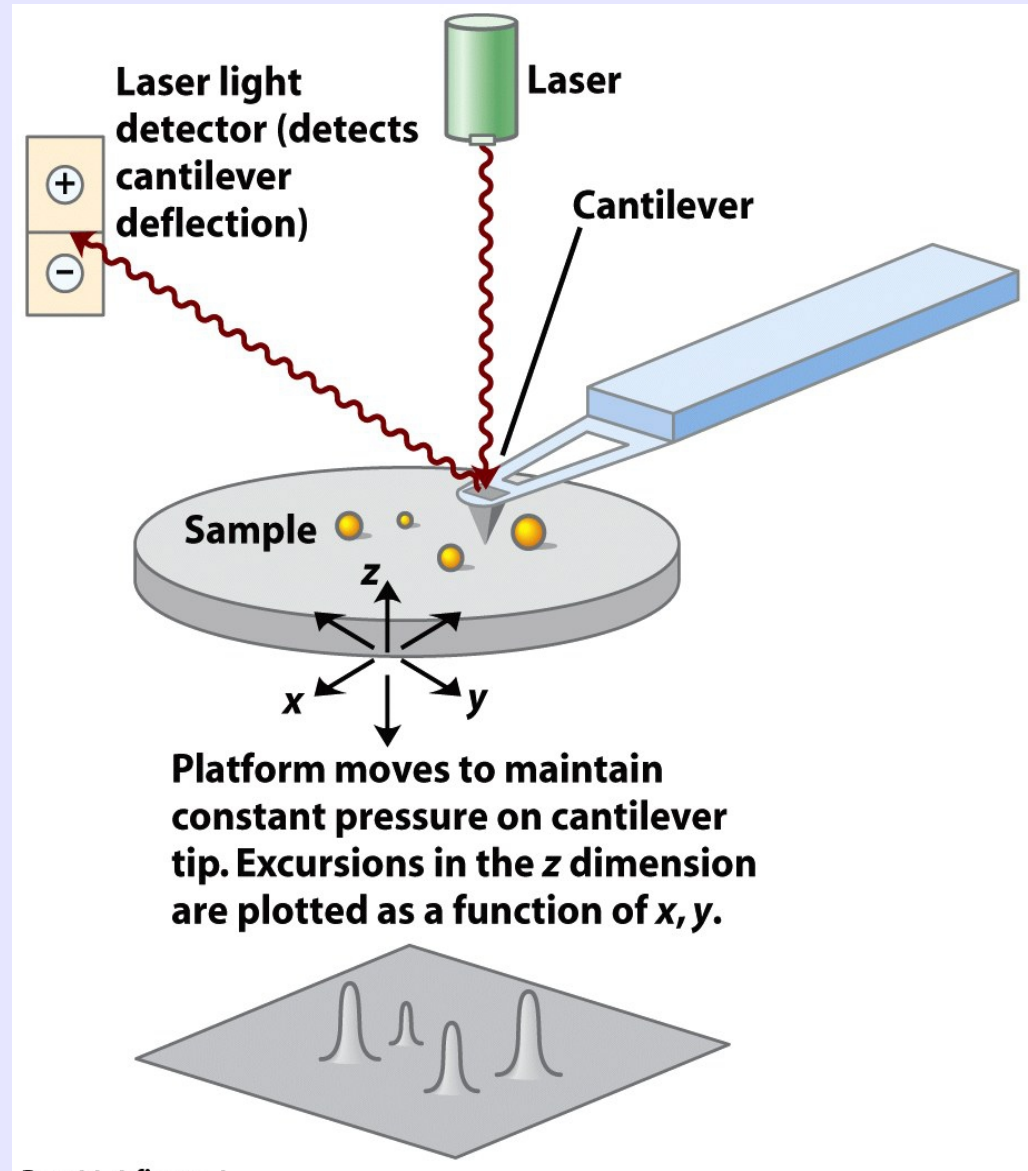 Laser light
detector (detects
cantilever
deflection)
Laser
+
−
Cantilever
Sample
z
x
y
Platform moves to maintain
constant pressure on cantilever
tip. Excursions in the z dimension
are plotted as a function of x, y.